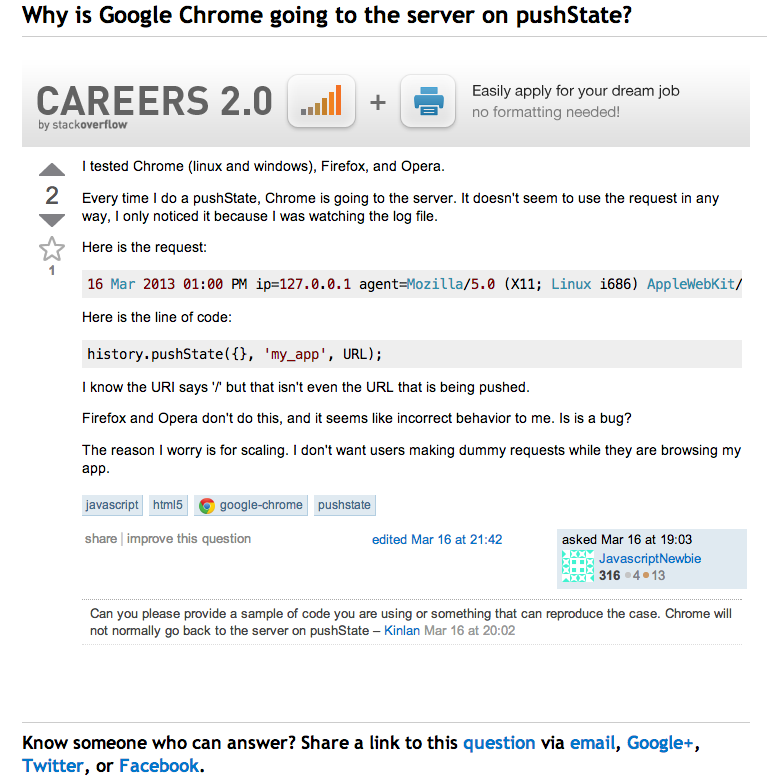 Why is Google Chrome going to the server on pushState?
CAREERS 2.0
by stackoverflow
+
Easily apply for your dream job
no formatting needed!
2
1
I tested Chrome (linux and windows), Firefox, and Opera.
Every time I do a pushState, Chrome is going to the server. It doesn't seem to use the request in any
way, I only noticed it because I was watching the log file.
Here is the request:
16 Mar 2013 01:00 PM ip=127.0.0.1 agent=Mozilla/5.0 (X11; Linux i686) AppleWebKit/
Here is the line of code:
history.pushState({}, 'my_app', URL);
I know the URI says '/' but that isn't even the URL that is being pushed.
Firefox and Opera don't do this, and it seems like incorrect behavior to me. Is is a bug?
The reason I worry is for scaling. I don't want users making dummy requests while they are browsing my
app.
javascript html5 google-chrome pushstate
share | improve this question
edited Mar 16 at 21:42
asked Mar 16 at 19:03
JavascriptNewbie
316 4 13
Can you please provide a sample of code you are using or something that can reproduce the case. Chrome will
not normally go back to the server on pushState – Kinlan Mar 16 at 20:02
Know someone who can answer? Share a link to this question via email, Google+,
Twitter, or Facebook.